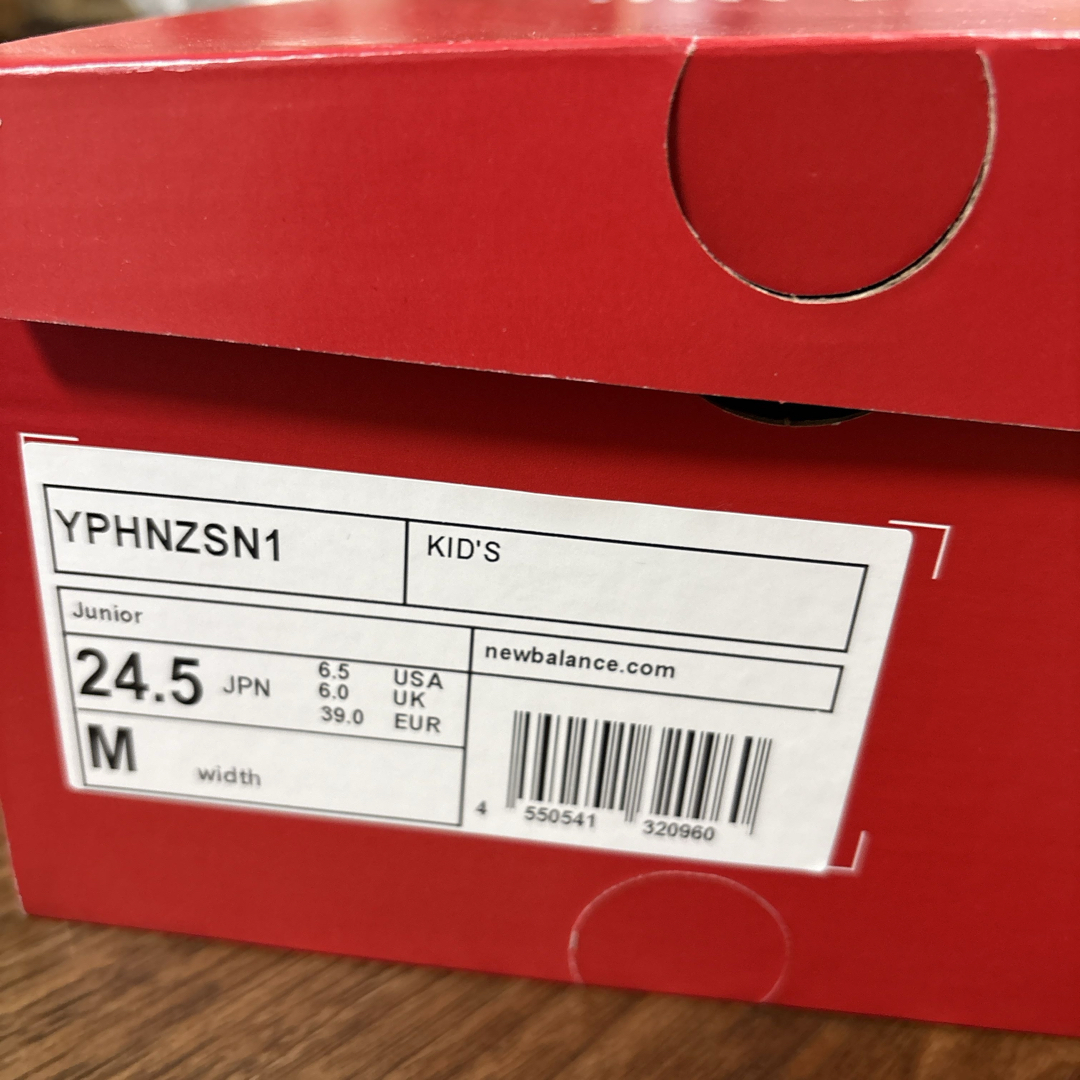 YPHNZSN1
KID'S
Junior
newbalance.com
24.5 JPN
6.5 USA
6.0 UK
39.0 EUR
M width
4 550541 320960